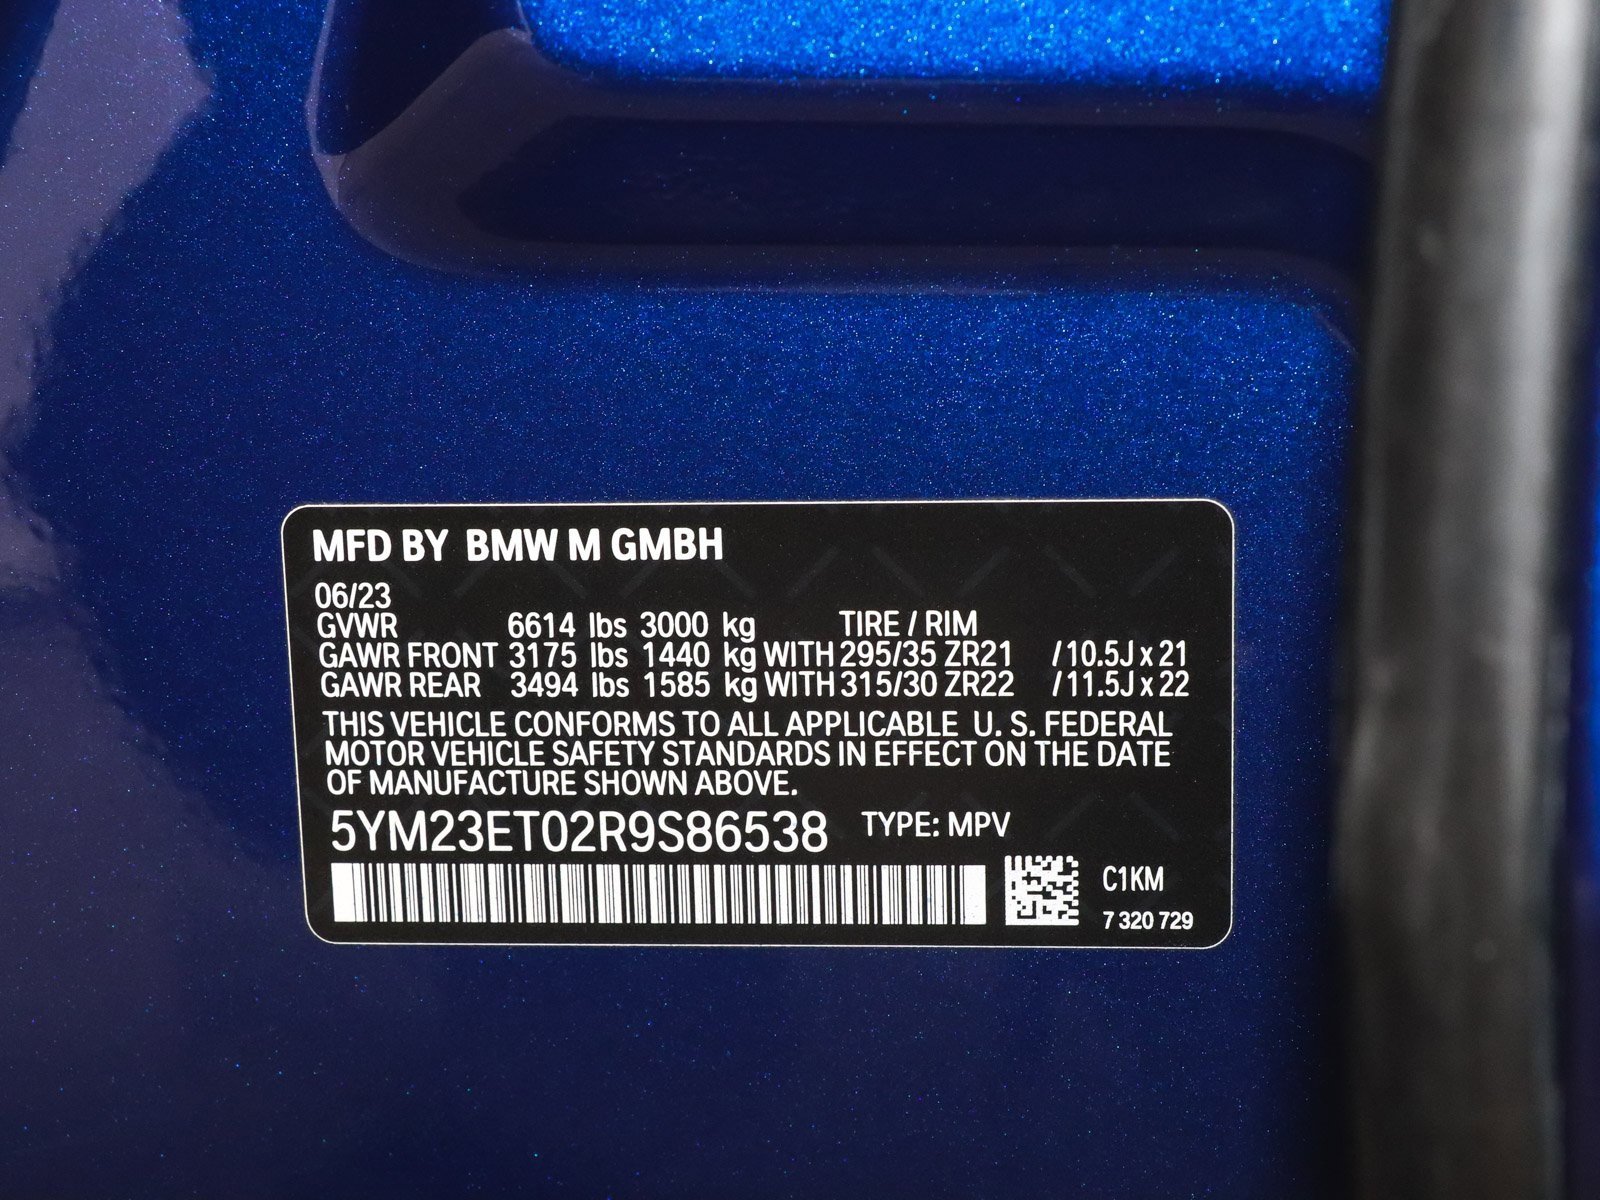 MFD BY BMW M GMBH
06/23
GVWR 6614 lbs 3000 kg TIRE / RIM
GAWR FRONT 3175 lbs 1440 kg WITH 295/35 ZR21 / 10.5J x 21
GAWR REAR 3494 lbs 1585 kg WITH 315/30 ZR22 / 11.5J x 22
THIS VEHICLE CONFORMS TO ALL APPLICABLE U. S. FEDERAL
MOTOR VEHICLE SAFETY STANDARDS IN EFFECT ON THE DATE
OF MANUFACTURE SHOWN ABOVE.
5YM23ET02R9S86538 TYPE: MPV
C1KM
7 320 729